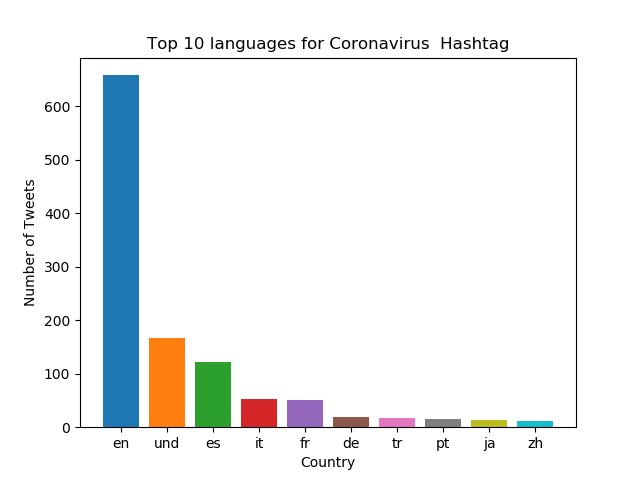 Top 10 languages for Coronavirus  Hashtag
Number of Tweets
600
500
400
300
200
100
0
en und es it fr de tr pt ja zh
Country